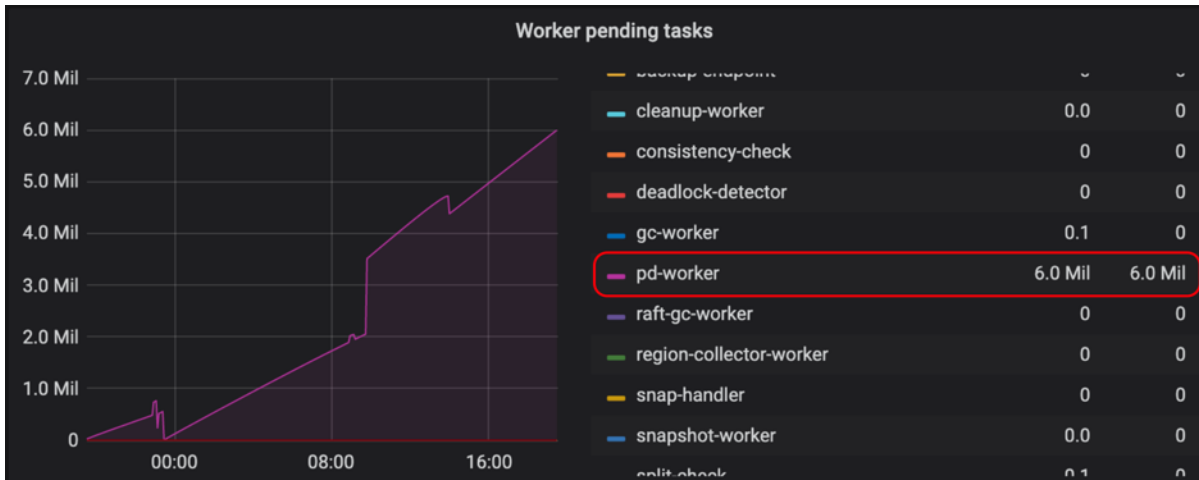 Worker pending tasks
7.0 Mil
6.0 Mil
5.0 Mil
4.0 Mil
3.0 Mil
2.0 Mil
1.0 Mil
0
00:00 08:00 16:00
cleanup-worker 0.0 0
consistency-check 0 0
deadlock-detector 0 0
gc-worker 0.1 0
pd-worker 6.0 Mil 6.0 Mil
raft-gc-worker 0 0
region-collector-worker 0 0
snap-handler 0 0
snapshot-worker 0.0 0